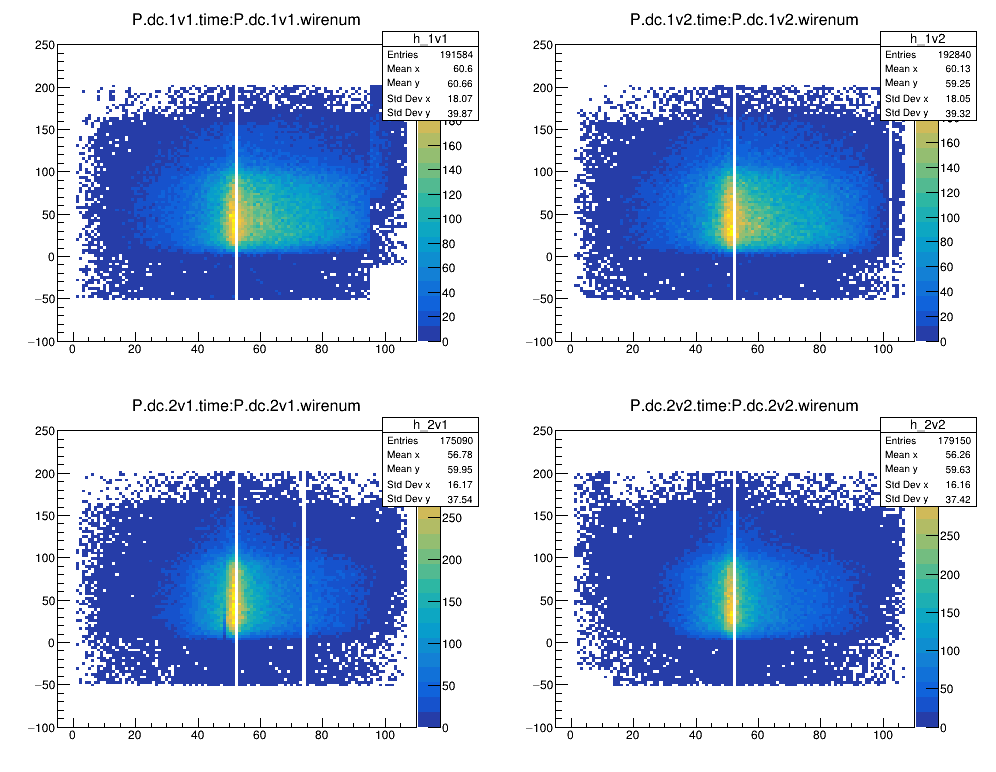 P.dc.1v1.time:P.dc.1v1.wirenum
h_1v1
Entries 191584
Mean x 60.6
Mean y 60.66
Std Dev x 18.07
Std Dev y 39.87
250
200
150
100
50
0
−50
−100
0 20 40 60 80 100
180
160
140
120
100
80
60
40
20
0
P.dc.1v2.time:P.dc.1v2.wirenum
h_1v2
Entries 192840
Mean x 60.13
Mean y 59.25
Std Dev x 18.05
Std Dev y 39.32
250
200
150
100
50
0
−50
−100
0 20 40 60 80 100
160
140
120
100
80
60
40
20
0
P.dc.2v1.time:P.dc.2v1.wirenum
h_2v1
Entries 175090
Mean x 56.78
Mean y 59.95
Std Dev x 16.17
Std Dev y 37.54
250
200
150
100
50
0
−50
−100
0 20 40 60 80 100
250
200
150
100
50
0
P.dc.2v2.time:P.dc.2v2.wirenum
h_2v2
Entries 179150
Mean x 56.26
Mean y 59.63
Std Dev x 16.16
Std Dev y 37.42
250
200
150
100
50
0
−50
−100
0 20 40 60 80 100
250
200
150
100
50
0